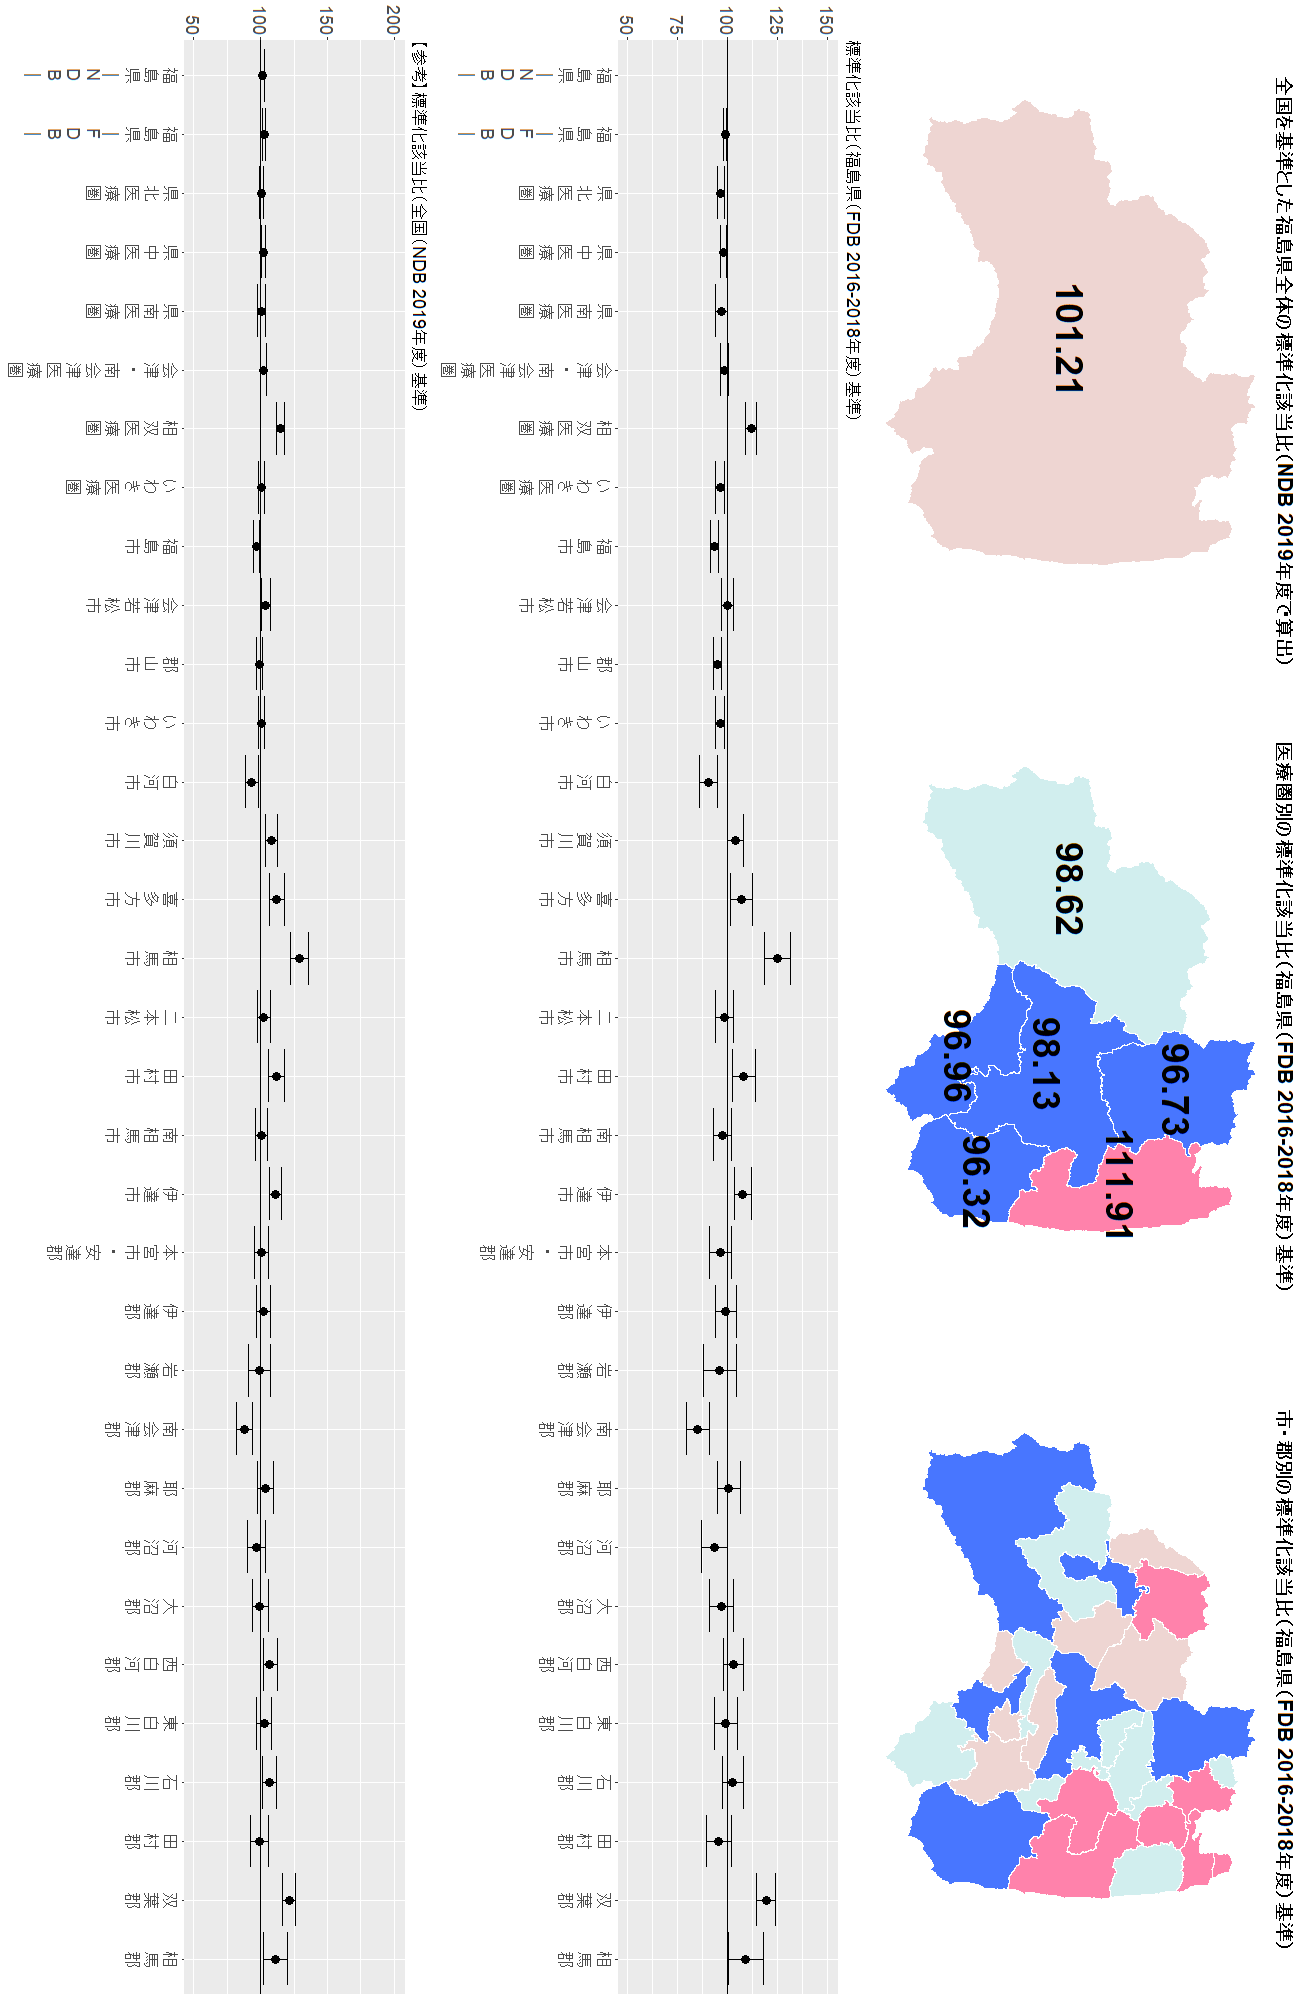 全国を基準とした福島県全体の標準化該当比(NDB 2019年度で算出)
101.21
医療圏別の標準化該当比(福島県(FDB 2016-2018年度)基準)
98.62
96.73
98.13
96.96
111.91
96.32
市・郡別の標準化該当比(福島県(FDB 2016-2018年度)基準)
標準化該当比(福島県(FDB 2016-2018年度)基準)
150
125
100
75
50
福島県|NDB|
福島県|FDB|
県北医療圏
県中医療圏
県南医療圏
会津・南会津医療圏
相双医療圏
いわき医療圏
福島市
会津若松市
郡山市
いわき市
白河市
須賀川市
喜多方市
相馬市
二本松市
田村市
南相馬市
伊達市
本宮市・安達郡
伊達郡
岩瀬郡
南会津郡
耶麻郡
河沼郡
大沼郡
西白河郡
東白川郡
石川郡
田村郡
双葉郡
相馬郡
【参考】標準化該当比(全国(NDB 2019年度)基準)
200
150
100
50
福島県|NDB|
福島県|FDB|
県北医療圏
県中医療圏
県南医療圏
会津・南会津医療圏
相双医療圏
いわき医療圏
福島市
会津若松市
郡山市
いわき市
白河市
須賀川市
喜多方市
相馬市
二本松市
田村市
南相馬市
伊達市
本宮市・安達郡
伊達郡
岩瀬郡
南会津郡
耶麻郡
河沼郡
大沼郡
西白河郡
東白川郡
石川郡
田村郡
双葉郡
相馬郡